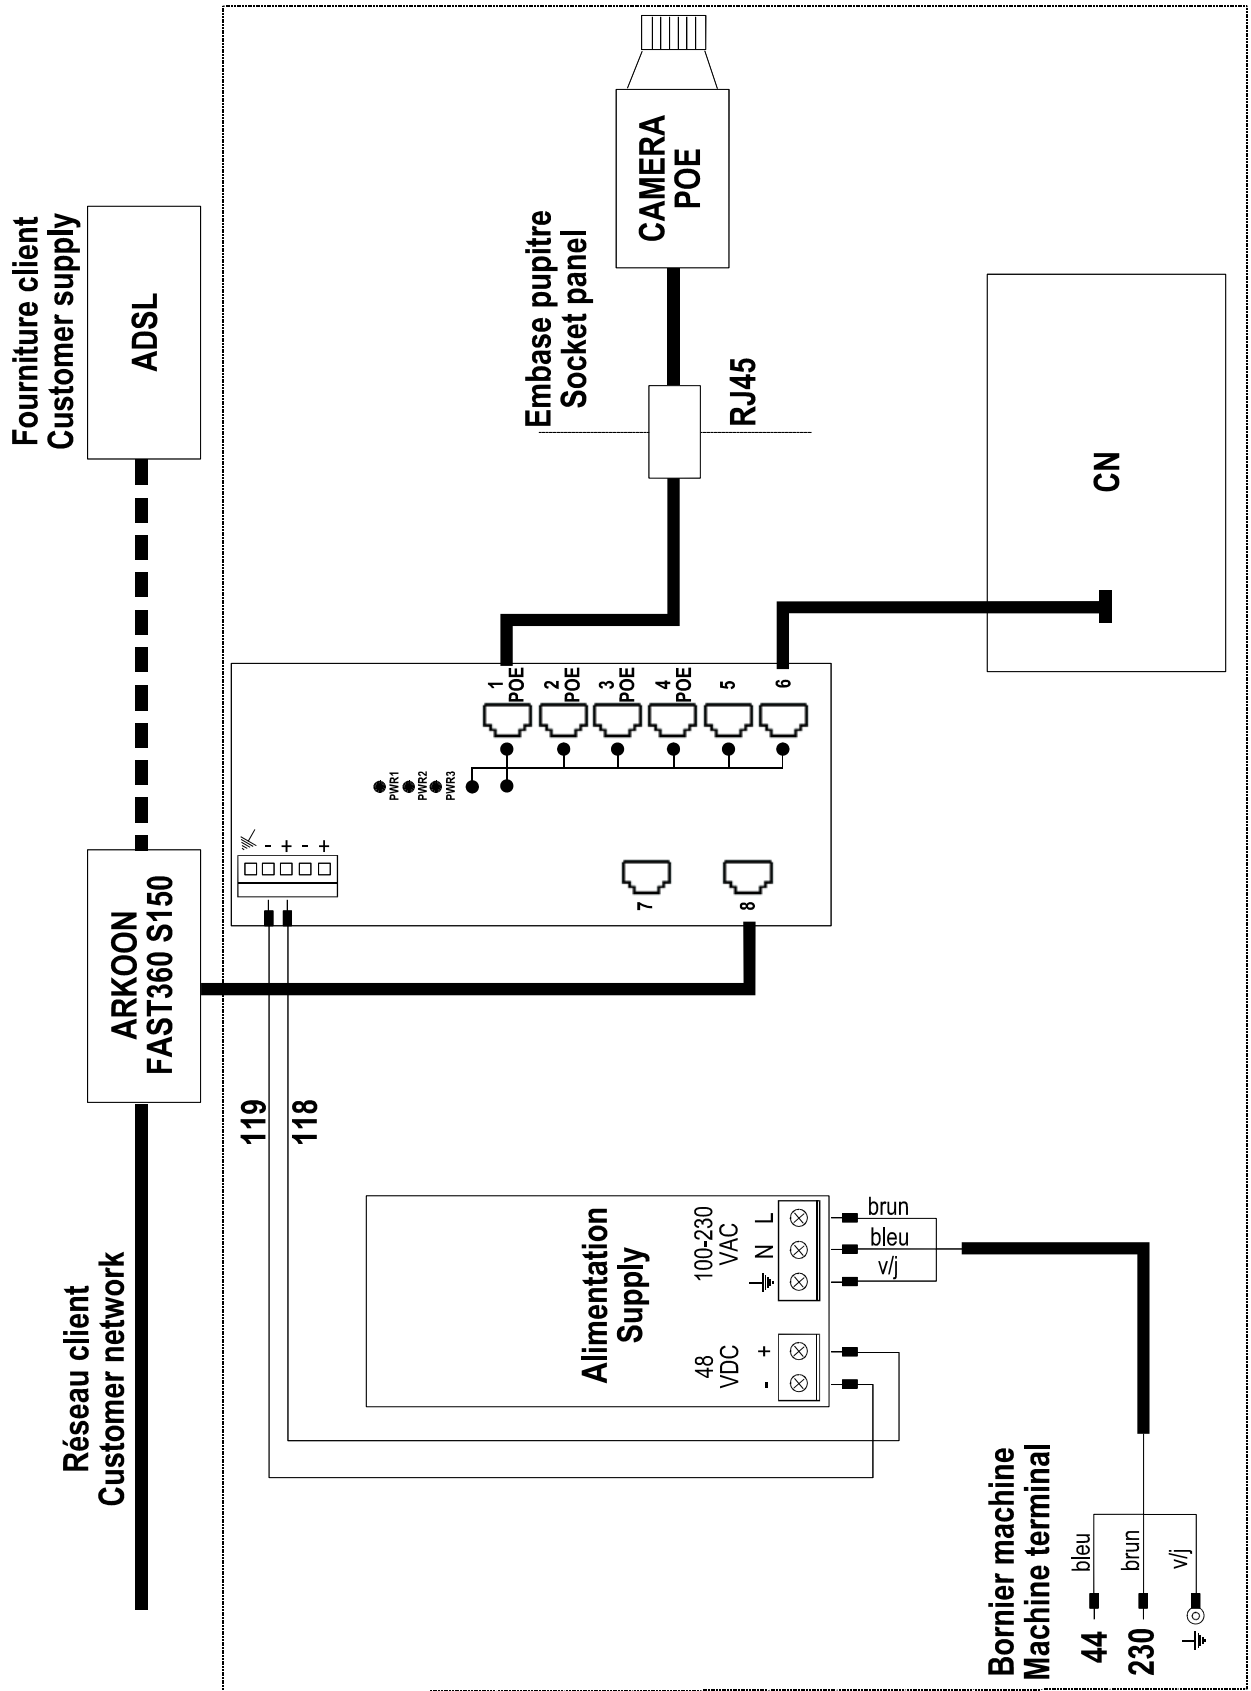 Fourniture client
Customer supply
ADSL
ARKOON
FAST360 S150
Réseau client
Customer network
CAMERA
POE
Embase pupitre
Socket panel
RJ45
CN
1
POE
2
POE
3
POE
4
POE
5
6
PWR1
PWR2
PWR3
- + - +
7
8
119
118
Alimentation
Supply
100-230
VAC
N L
48
VDC
- +
brun
bleu
v/j
Bornier machine
Machine terminal
bleu
brun
v/j
44
230